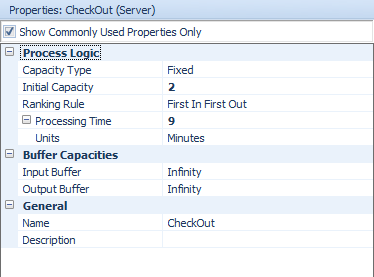 Properties: CheckOut (Server)
Show Commonly Used Properties Only
Process Logic
Capacity Type Fixed
Initial Capacity 2
Ranking Rule First In First Out
Processing Time 9
Units Minutes
Buffer Capacities
Input Buffer Infinity
Output Buffer Infinity
General
Name CheckOut
Description